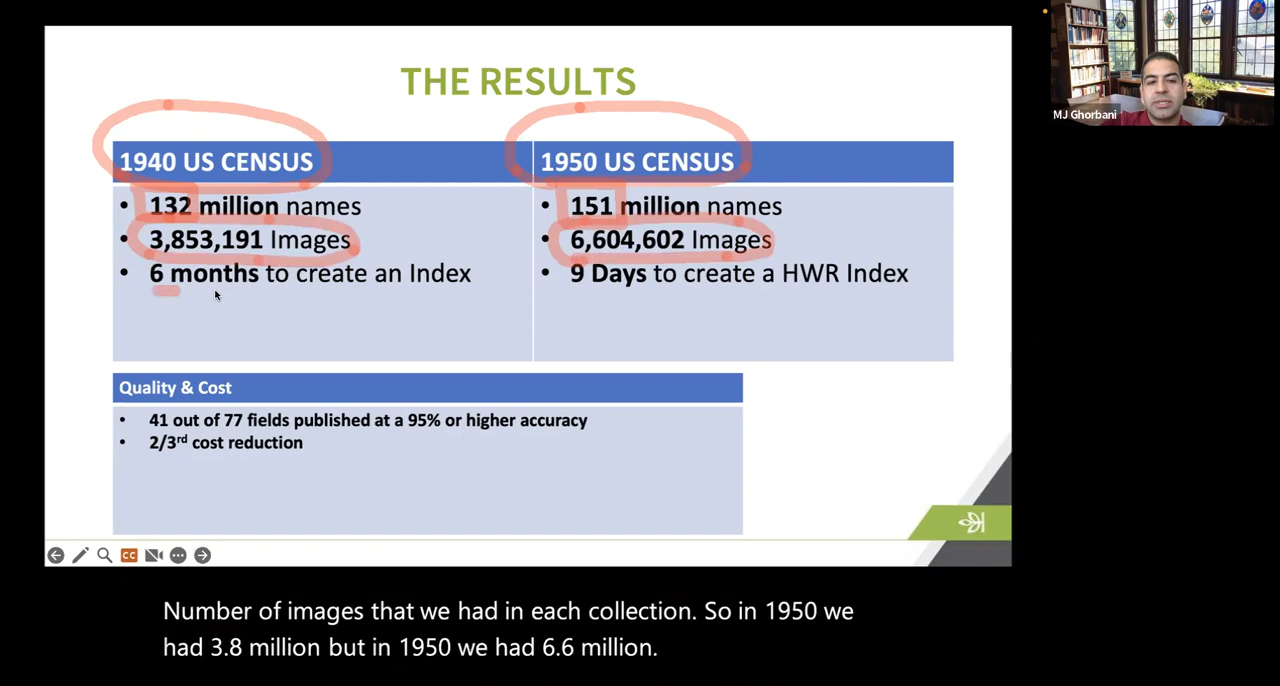 THE RESULTS
MJ Ghorbani
1940 US CENSUS
• 132 million names
• 3,853,191 Images
• 6 months to create an Index
1950 US CENSUS
• 151 million names
• 6,604,602 Images
• 9 Days to create a HWR Index
Quality & Cost
• 41 out of 77 fields published at a 95% or higher accuracy
• 2/3rd cost reduction
CC
Number of images that we had in each collection. So in 1950 we
had 3.8 million but in 1950 we had 6.6 million.